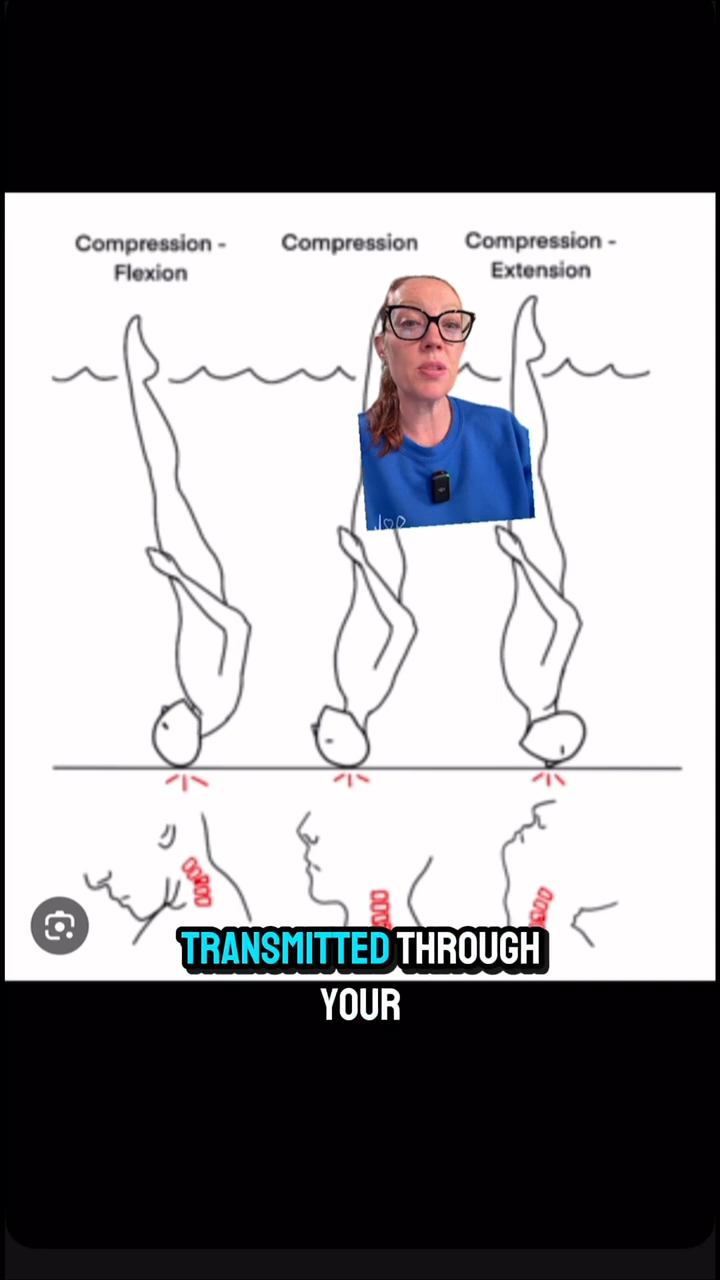 Compression -
Flexion
Compression
Compression -
Extension
TRANSMITTED THROUGH
YOUR